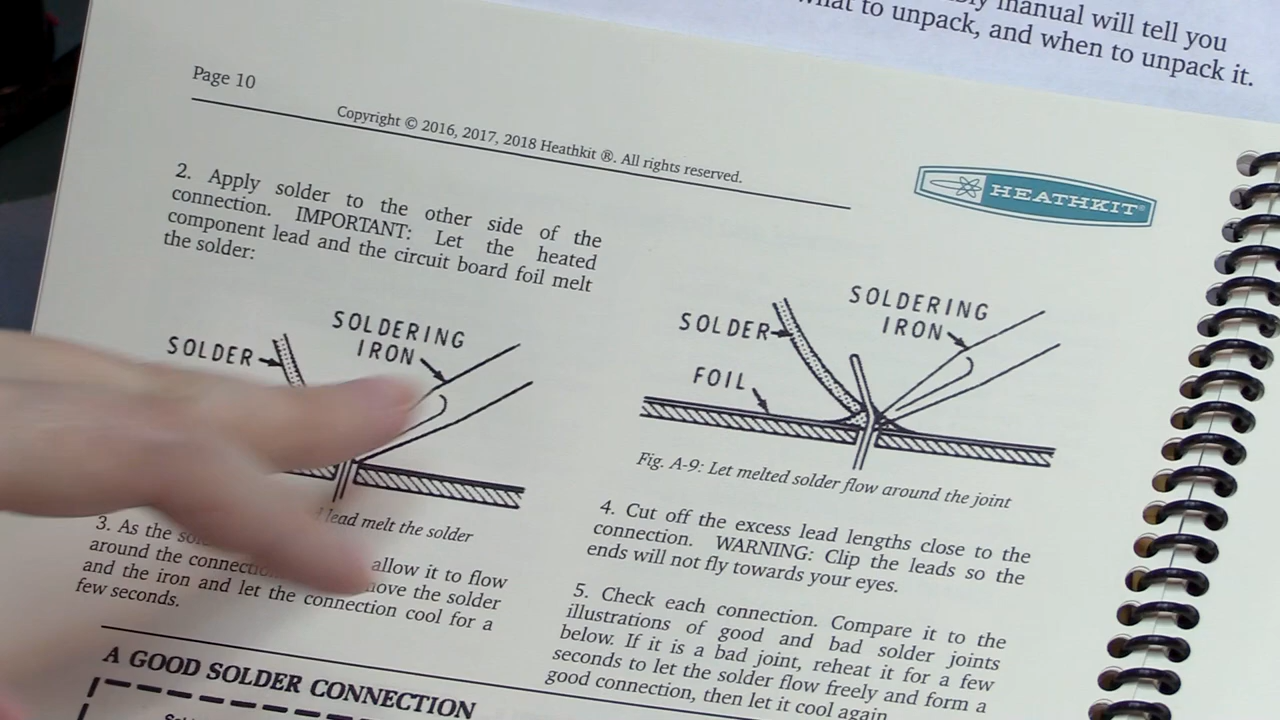 manual will tell you
what to unpack, and when to unpack it.
Page 10
Copyright © 2016, 2017, 2018 Heathkit ®. All rights reserved.
HEATHKIT®
2. Apply solder to the other side of the
connection. IMPORTANT: Let the heated
component lead and the circuit board foil melt
the solder:
SOLDERING
IRON
SOLDER
lead melt the solder
3. As the
around the connection allow it to flow
and the iron and let the connection cool for a
few seconds.
SOLDERING
IRON
SOLDER
FOIL
Fig. A-9: Let melted solder flow around the joint
4. Cut off the excess lead lengths close to the
connection. WARNING: Clip the leads so the
ends will not fly towards your eyes.
5. Check each connection. Compare it to the
illustrations of good and bad solder joints
below. If it is a bad joint, reheat it for a few
seconds to let the solder flow freely and form a
good connection, then let it cool again
A GOOD SOLDER CONNECTION